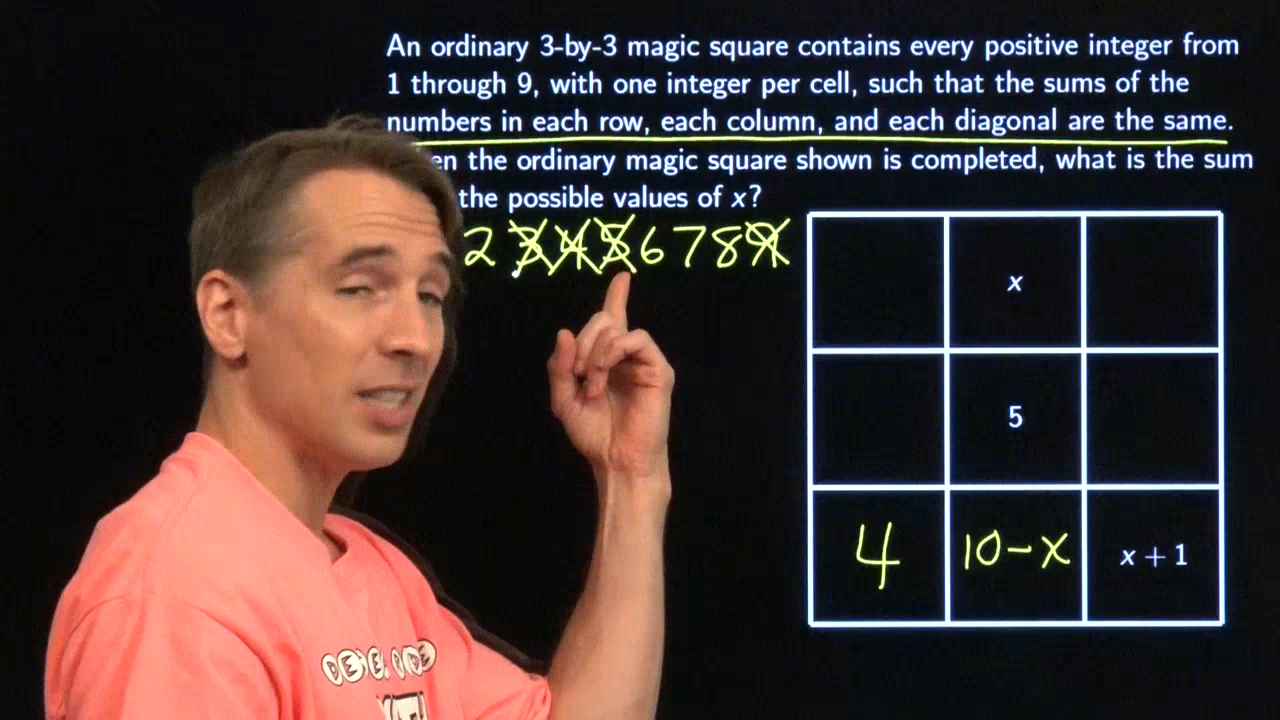 An ordinary 3-by-3 magic square contains every positive integer from
1 through 9, with one integer per cell, such that the sums of the
numbers in each row, each column, and each diagonal are the same.
the ordinary magic square shown is completed, what is the sum
the possible values of x?
2 3 4 5 6 7 8 9
x
5
4 10-x x + 1